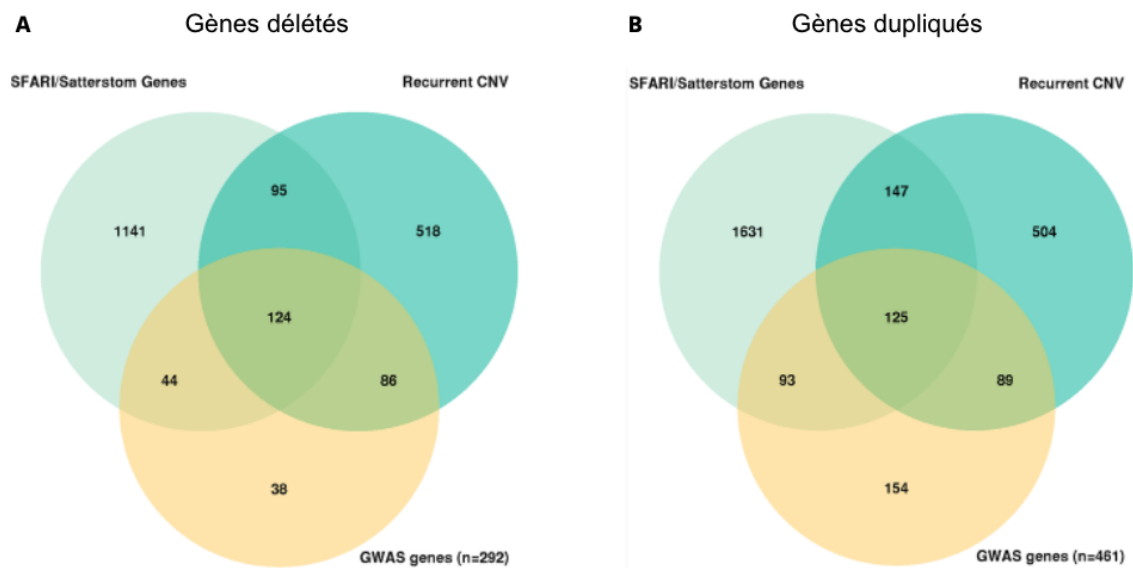 A Gènes délétés
SFARI/Satterstom Genes Recurrent CNV
95
1141 518
124
44 86
38
GWAS genes (n=292)
B Gènes dupliqués
SFARI/Satterstom Genes Recurrent CNV
147
1631 504
125
93 89
154
GWAS genes (n=461)